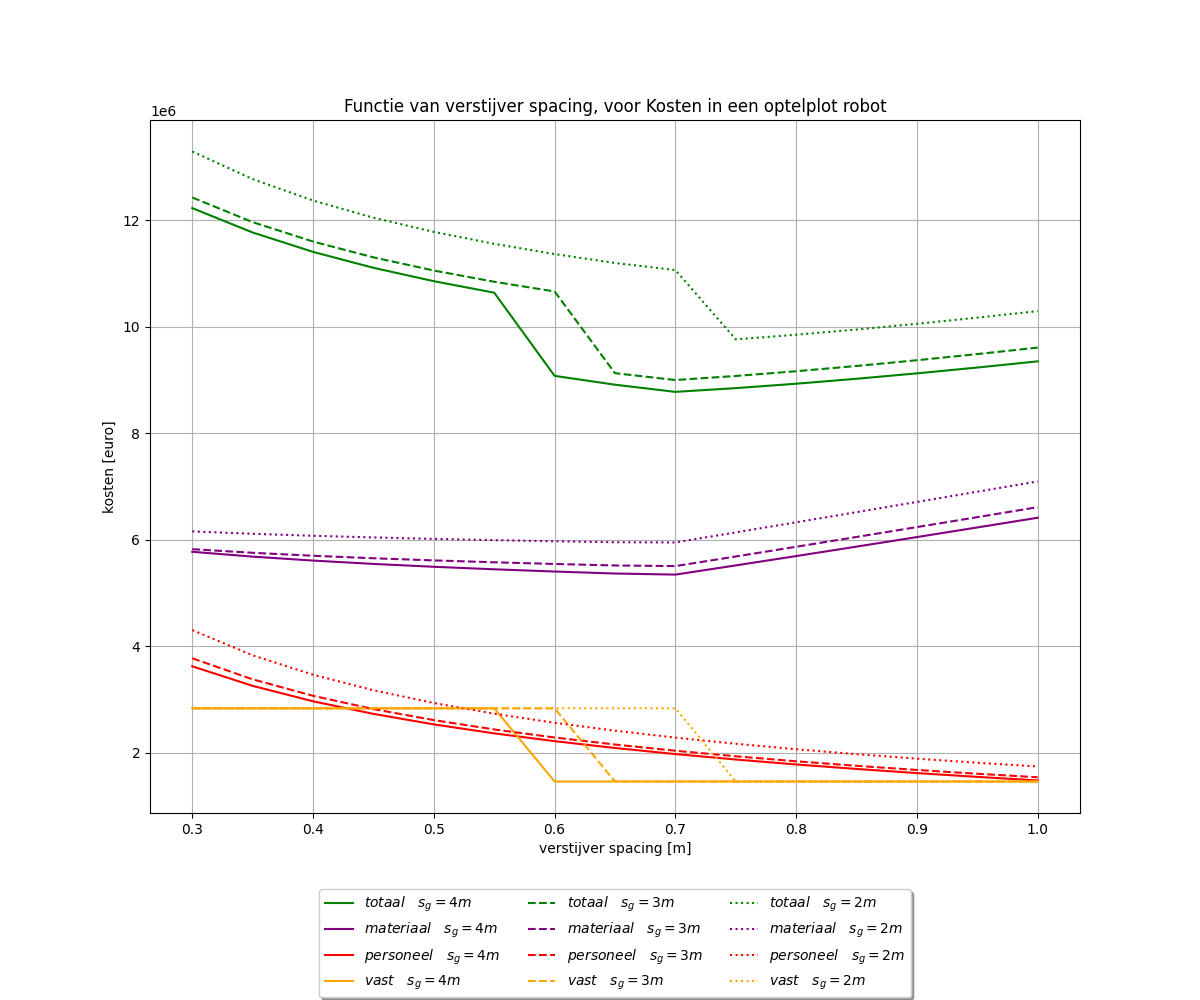 Functie van verstijver spacing, voor Kosten in een optelplot robot
1e6
12
10
8
6
4
2
kosten [euro]
0.3 0.4 0.5 0.6 0.7 0.8 0.9 1.0
verstijver spacing [m]
totaal s_g = 4m totaal s_g = 3m totaal s_g = 2m
materiaal s_g = 4m materiaal s_g = 3m materiaal s_g = 2m
personeel s_g = 4m personeel s_g = 3m personeel s_g = 2m
vast s_g = 4m vast s_g = 3m vast s_g = 2m